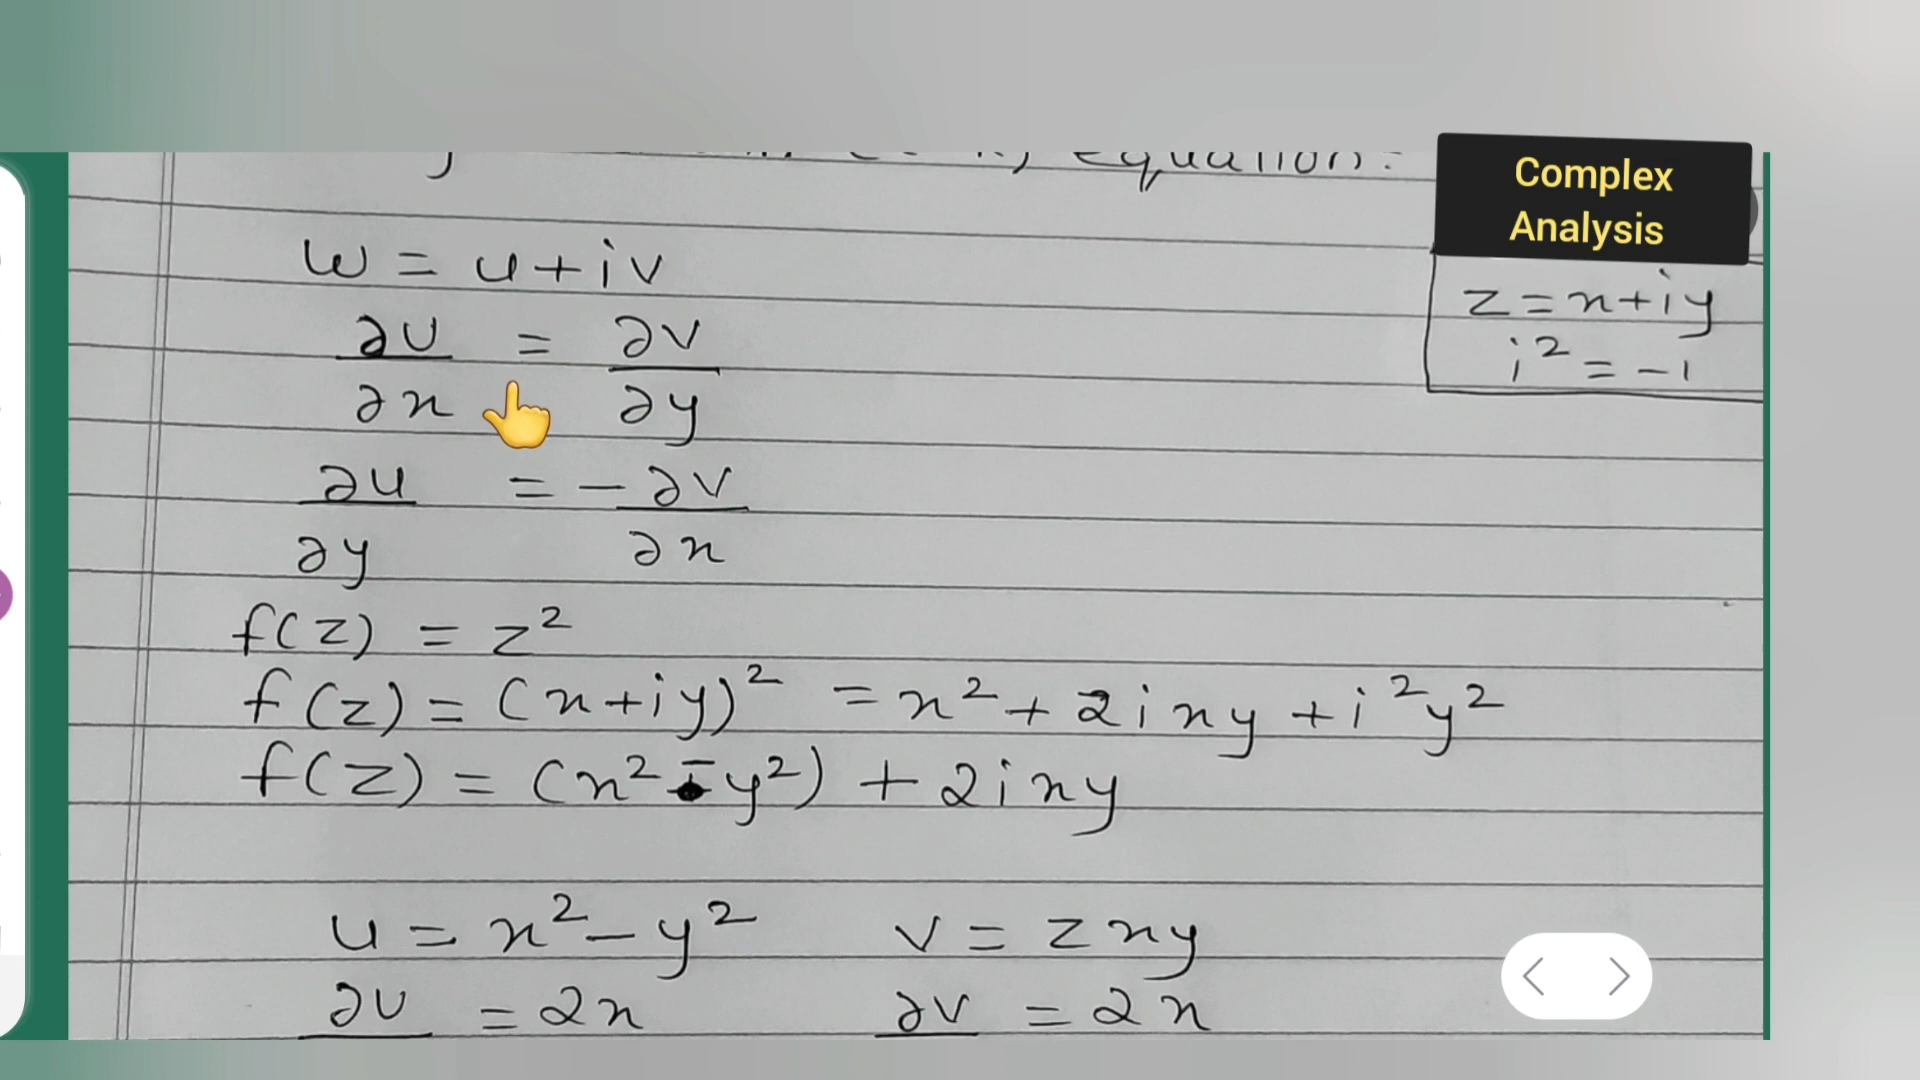 equation:
Complex
Analysis
z = x+iy
i² = -1
w = u+iv
∂u/∂x = ∂v/∂y
∂u/∂y = -∂v/∂x
f(z) = z²
f(z) = (x+iy)² = x² + 2ixy + i²y²
f(z) = (x² - y²) + 2ixy
u = x² - y² v = 2xy
∂u = 2x ∂v = 2x